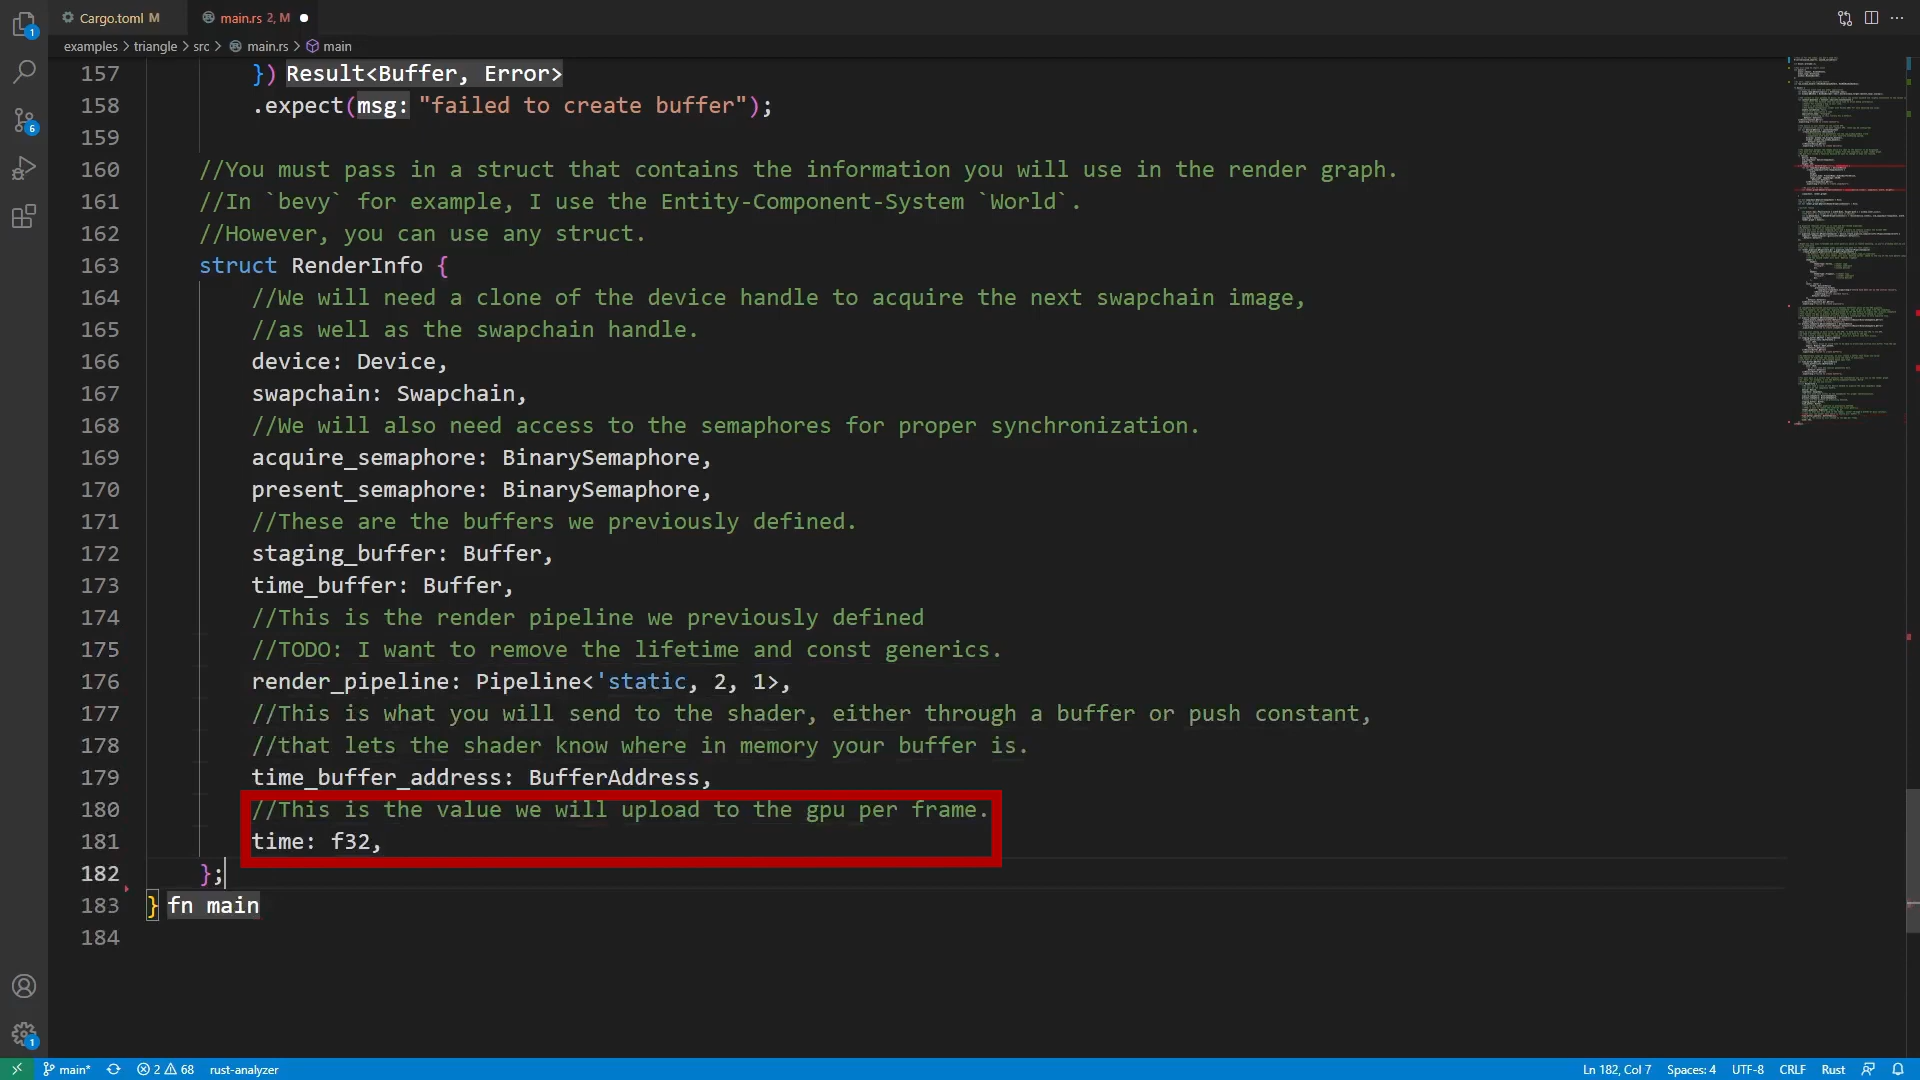 Cargo.toml M
main.rs 2, M
examples > triangle > src > main.rs > main
157 }) Result<Buffer, Error>
158 .expect(msg: "failed to create buffer");
159
160 //You must pass in a struct that contains the information you will use in the render graph.
161 //In `bevy` for example, I use the Entity-Component-System `World`.
162 //However, you can use any struct.
163 struct RenderInfo {
164 //We will need a clone of the device handle to acquire the next swapchain image,
165 //as well as the swapchain handle.
166 device: Device,
167 swapchain: Swapchain,
168 //We will also need access to the semaphores for proper synchronization.
169 acquire_semaphore: BinarySemaphore,
170 present_semaphore: BinarySemaphore,
171 //These are the buffers we previously defined.
172 staging_buffer: Buffer,
173 time_buffer: Buffer,
174 //This is the render pipeline we previously defined
175 //TODO: I want to remove the lifetime and const generics.
176 render_pipeline: Pipeline<'static, 2, 1>,
177 //This is what you will send to the shader, either through a buffer or push constant,
178 //that lets the shader know where in memory your buffer is.
179 time_buffer_address: BufferAddress,
180 //This is the value we will upload to the gpu per frame.
181 time: f32,
182 };
183 } fn main
184
1
6
1
main* 2 68 rust-analyzer Ln 182, Col 7 Spaces: 4 UTF-8 CRLF Rust